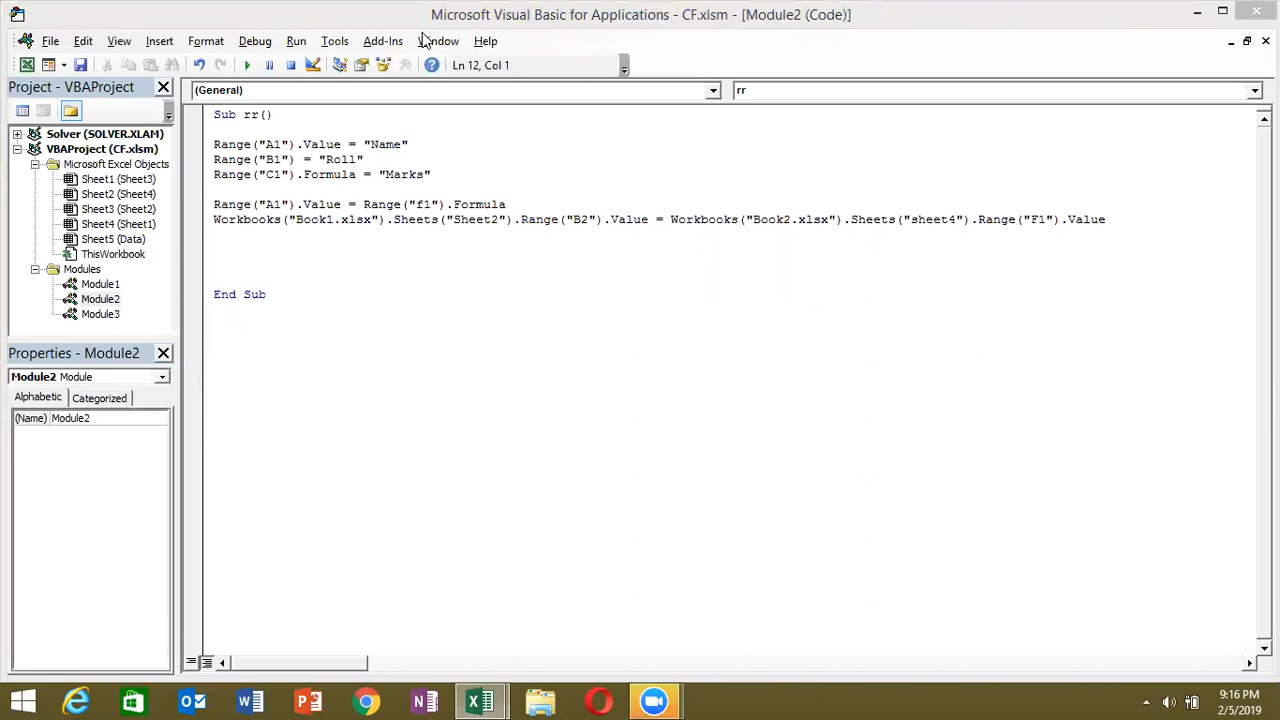 Microsoft Visual Basic for Applications - CF.xlsm - [Module2 (Code)]
File Edit View Insert Format Debug Run Tools Add-Ins Window Help
Ln 12, Col 1
Project - VBAProject
(General)
rr
Solver (SOLVER.XLAM)
VBAProject (CF.xlsm)
Microsoft Excel Objects
Sheet1 (Sheet3)
Sheet2 (Sheet4)
Sheet3 (Sheet2)
Sheet4 (Sheet1)
Sheet5 (Data)
ThisWorkbook
Modules
Module1
Module2
Module3
Properties - Module2
Module2 Module
Alphabetic Categorized
(Name) Module2
Sub rr()
Range("A1").Value = "Name"
Range("B1") = "Roll"
Range("C1").Formula = "Marks"
Range("A1").Value = Range("f1").Formula
Workbooks("Book1.xlsx").Sheets("Sheet2").Range("B2").Value = Workbooks("Book2.xlsx").Sheets("sheet4").Range("F1").Value
End Sub
9:16 PM
2/5/2019